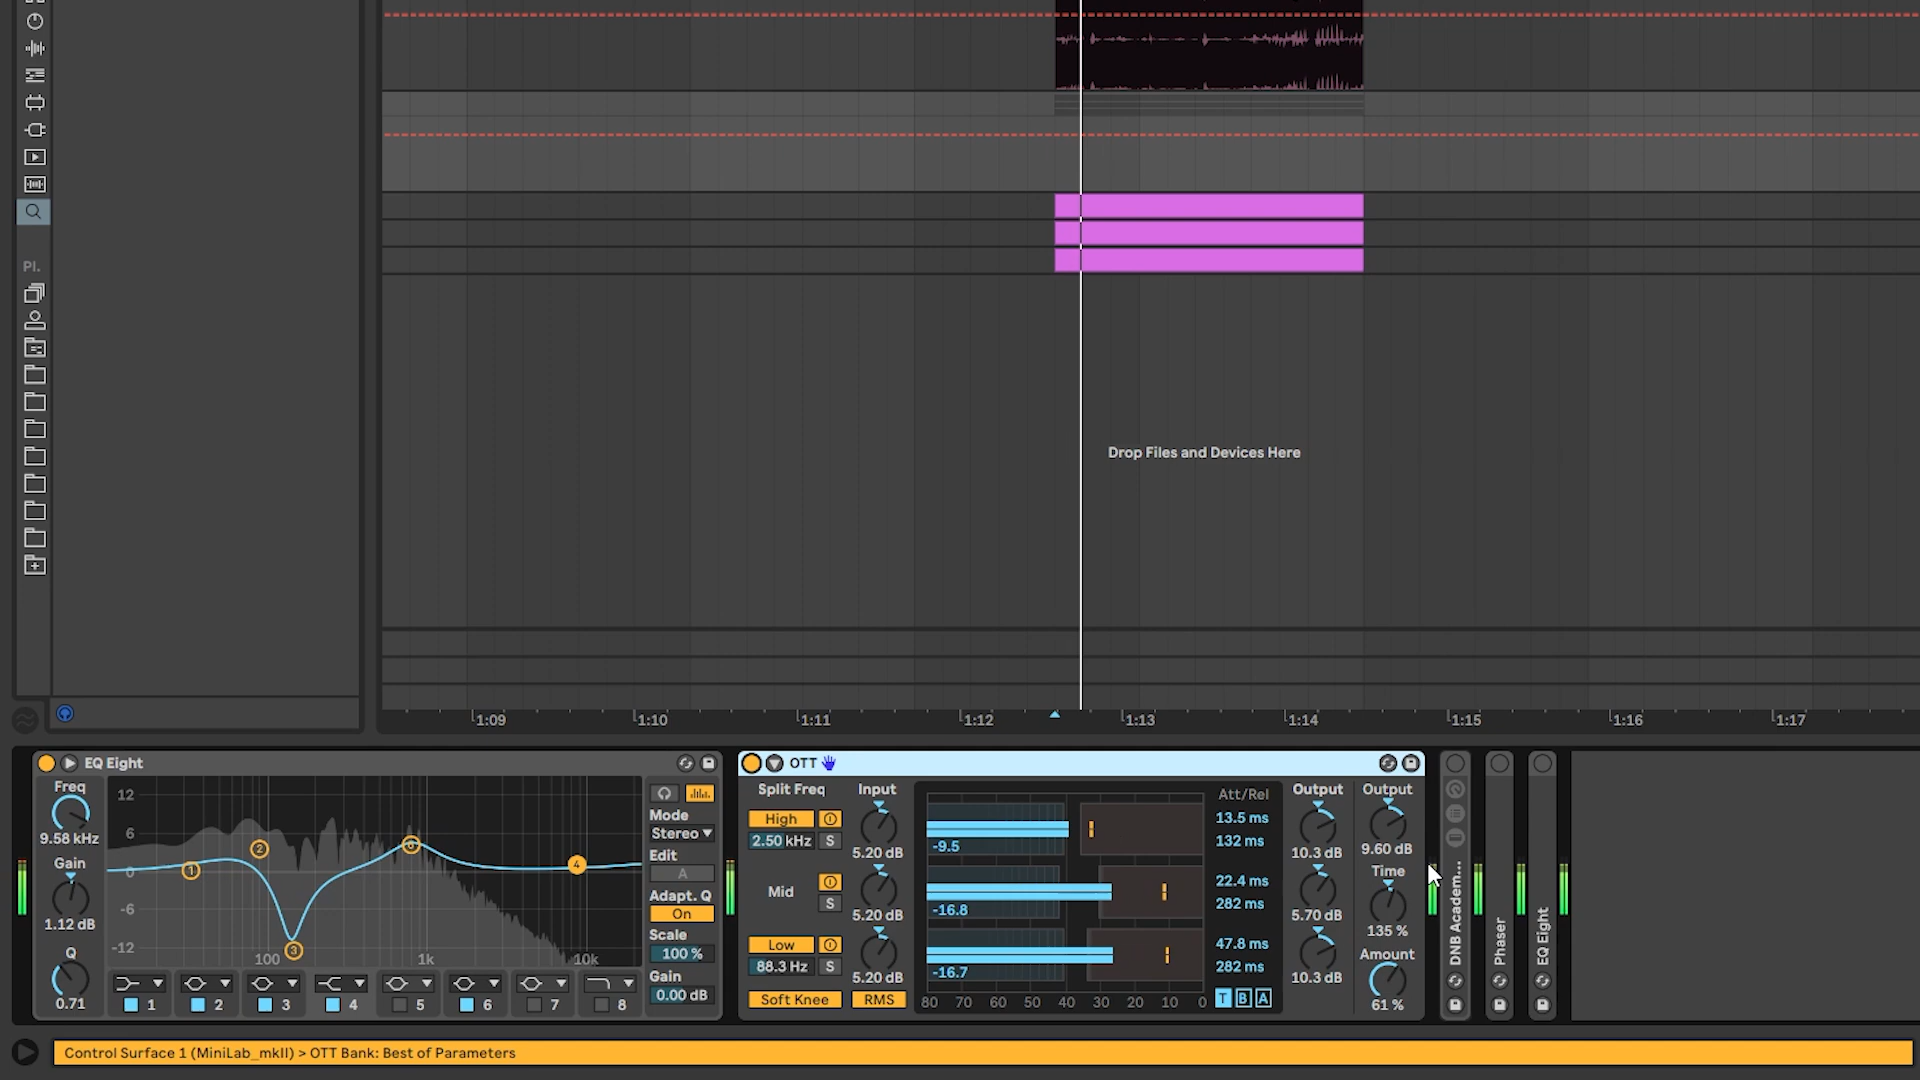 Pl.
Drop Files and Devices Here
1:09
1:10
1:11
1:12
1:13
1:14
1:15
1:16
1:17
EQ Eight
Freq
9.58 kHz
Gain
1.12 dB
Q
0.71
12
6
0
-6
-12
100
1k
10k
1
2
3
4
6
1
2
3
4
5
6
7
8
Mode
Stereo
Edit
A
Adapt. Q
On
Scale
100 %
Gain
0.00 dB
OTT
Split Freq
High
2.50 kHz
S
Mid
S
Low
88.3 Hz
S
Soft Knee
RMS
Input
5.20 dB
5.20 dB
5.20 dB
-9.5
-16.8
-16.7
80 70 60 50 40 30 20 10 0
Att/Rel
13.5 ms
132 ms
22.4 ms
282 ms
47.8 ms
282 ms
T B A
Output
10.3 dB
5.70 dB
10.3 dB
Output
9.60 dB
Time
135 %
Amount
61 %
DNB Academ...
Phaser
EQ Eight
Control Surface 1 (MiniLab_mkII) > OTT Bank: Best of Parameters